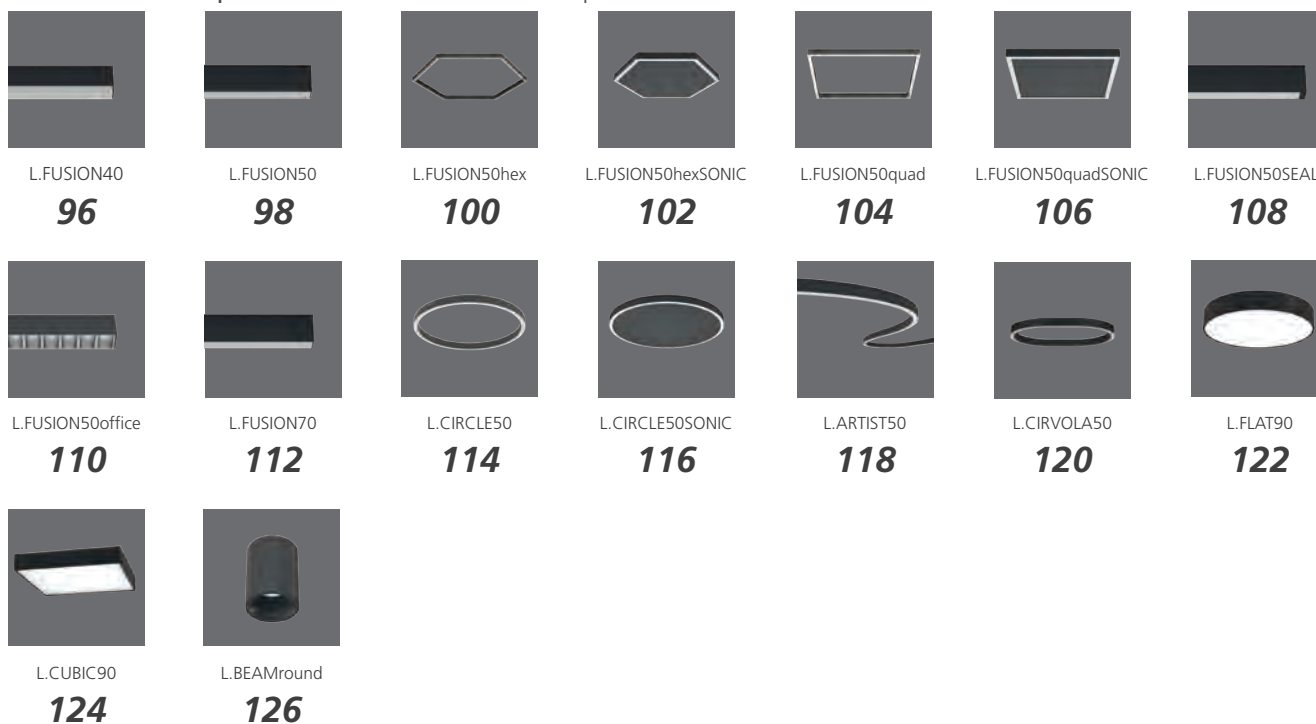 L.FUSION40 L.FUSION50 L.FUSION50hex L.FUSION50hexSONIC L.FUSION50quad L.FUSION50quadSONIC L.FUSION50SEAL
96 98 100 102 104 106 108
L.FUSION50office L.FUSION70 L.CIRCLE50 L.CIRCLE50SONIC L.ARTIST50 L.CIRVOLA50 L.FLAT90
110 112 114 116 118 120 122
L.CUBIC90 L.BEAMround
124 126